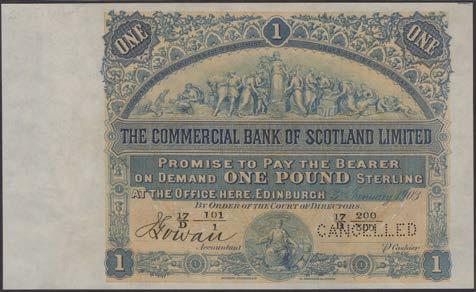 ONE 1 ONE
THE COMMERCIAL BANK OF SCOTLAND LIMITED
PROMISE TO PAY THE BEARER
ON DEMAND ONE POUND STERLING
AT THE OFFICE HERE, EDINBURGH January
BY ORDER OF THE COURT OF DIRECTORS.
17 101 17 200
D 1 D
CANCELLED
Accountant P Cashier
1 1